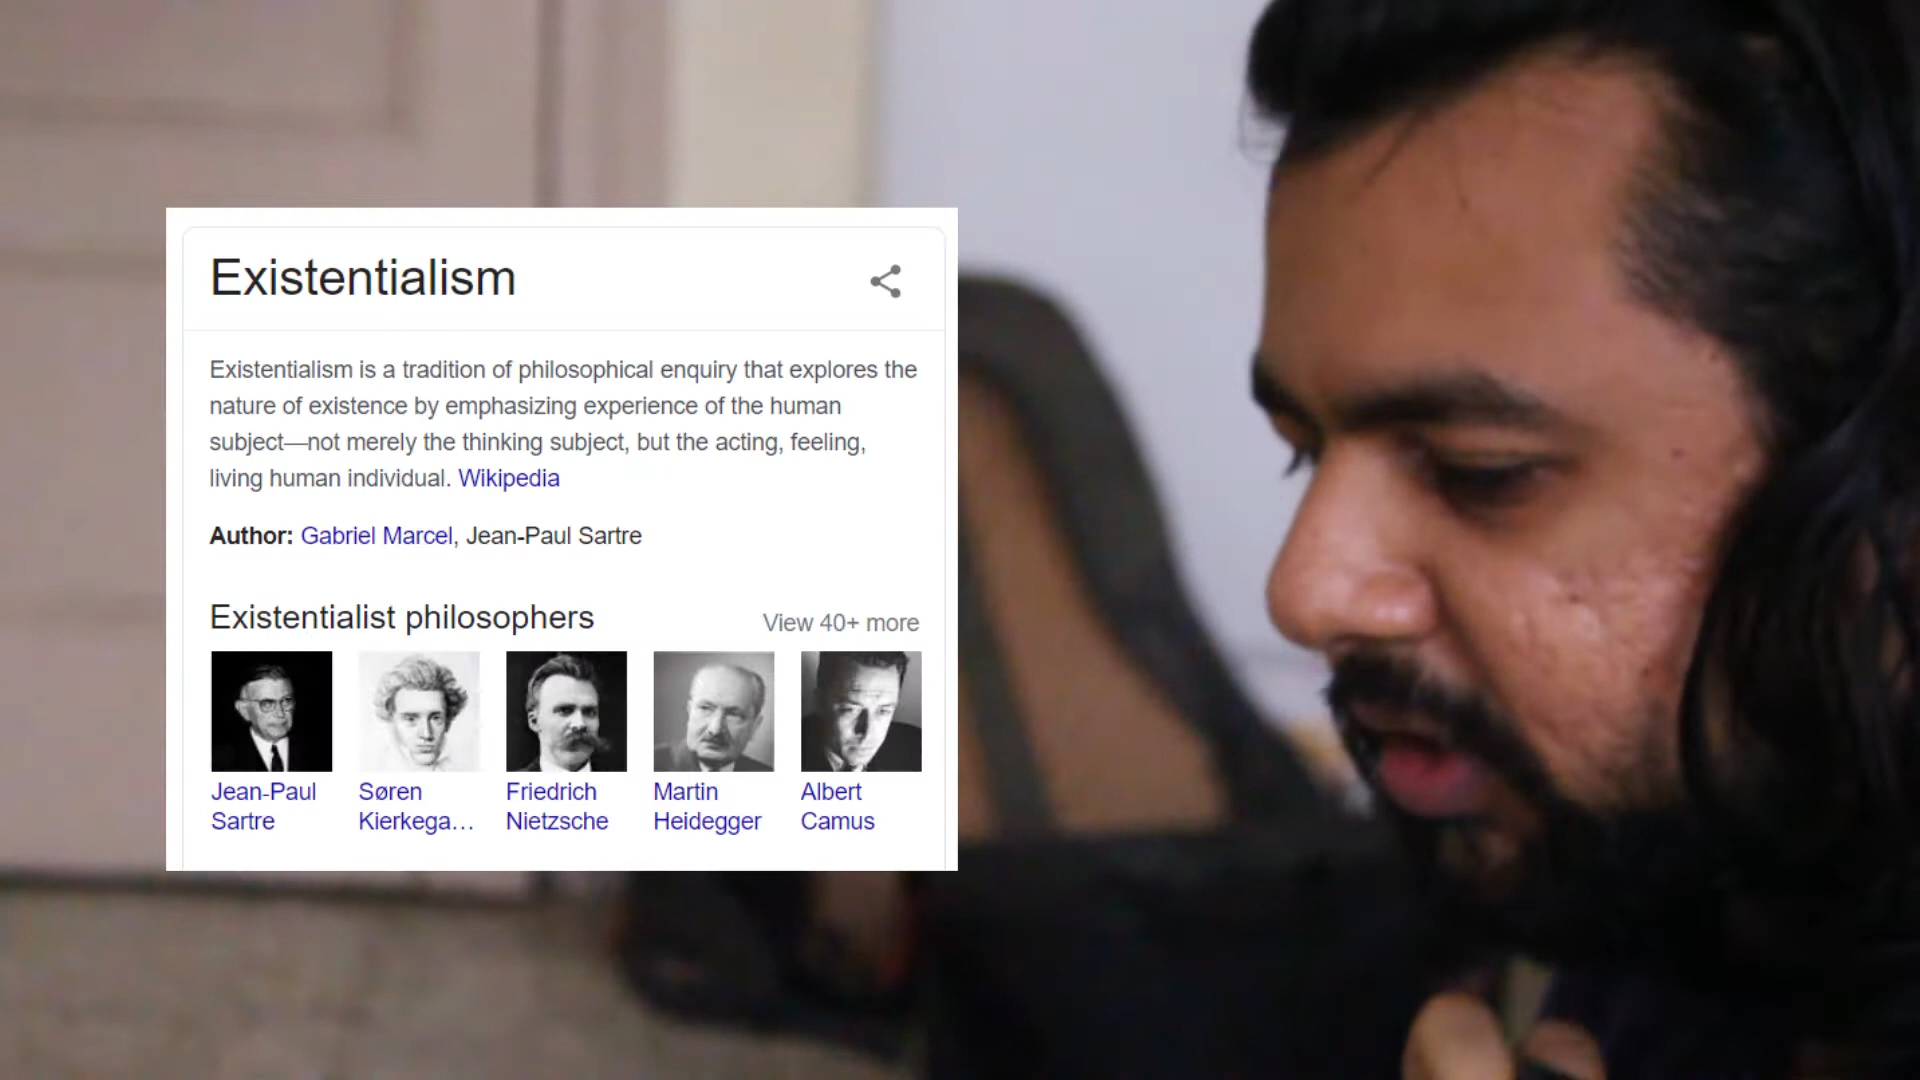 Existentialism
Existentialism is a tradition of philosophical enquiry that explores the
nature of existence by emphasizing experience of the human
subject—not merely the thinking subject, but the acting, feeling,
living human individual. Wikipedia
Author: Gabriel Marcel, Jean-Paul Sartre
Existentialist philosophers
View 40+ more
Jean-Paul
Sartre
Søren
Kierkega...
Friedrich
Nietzsche
Martin
Heidegger
Albert
Camus